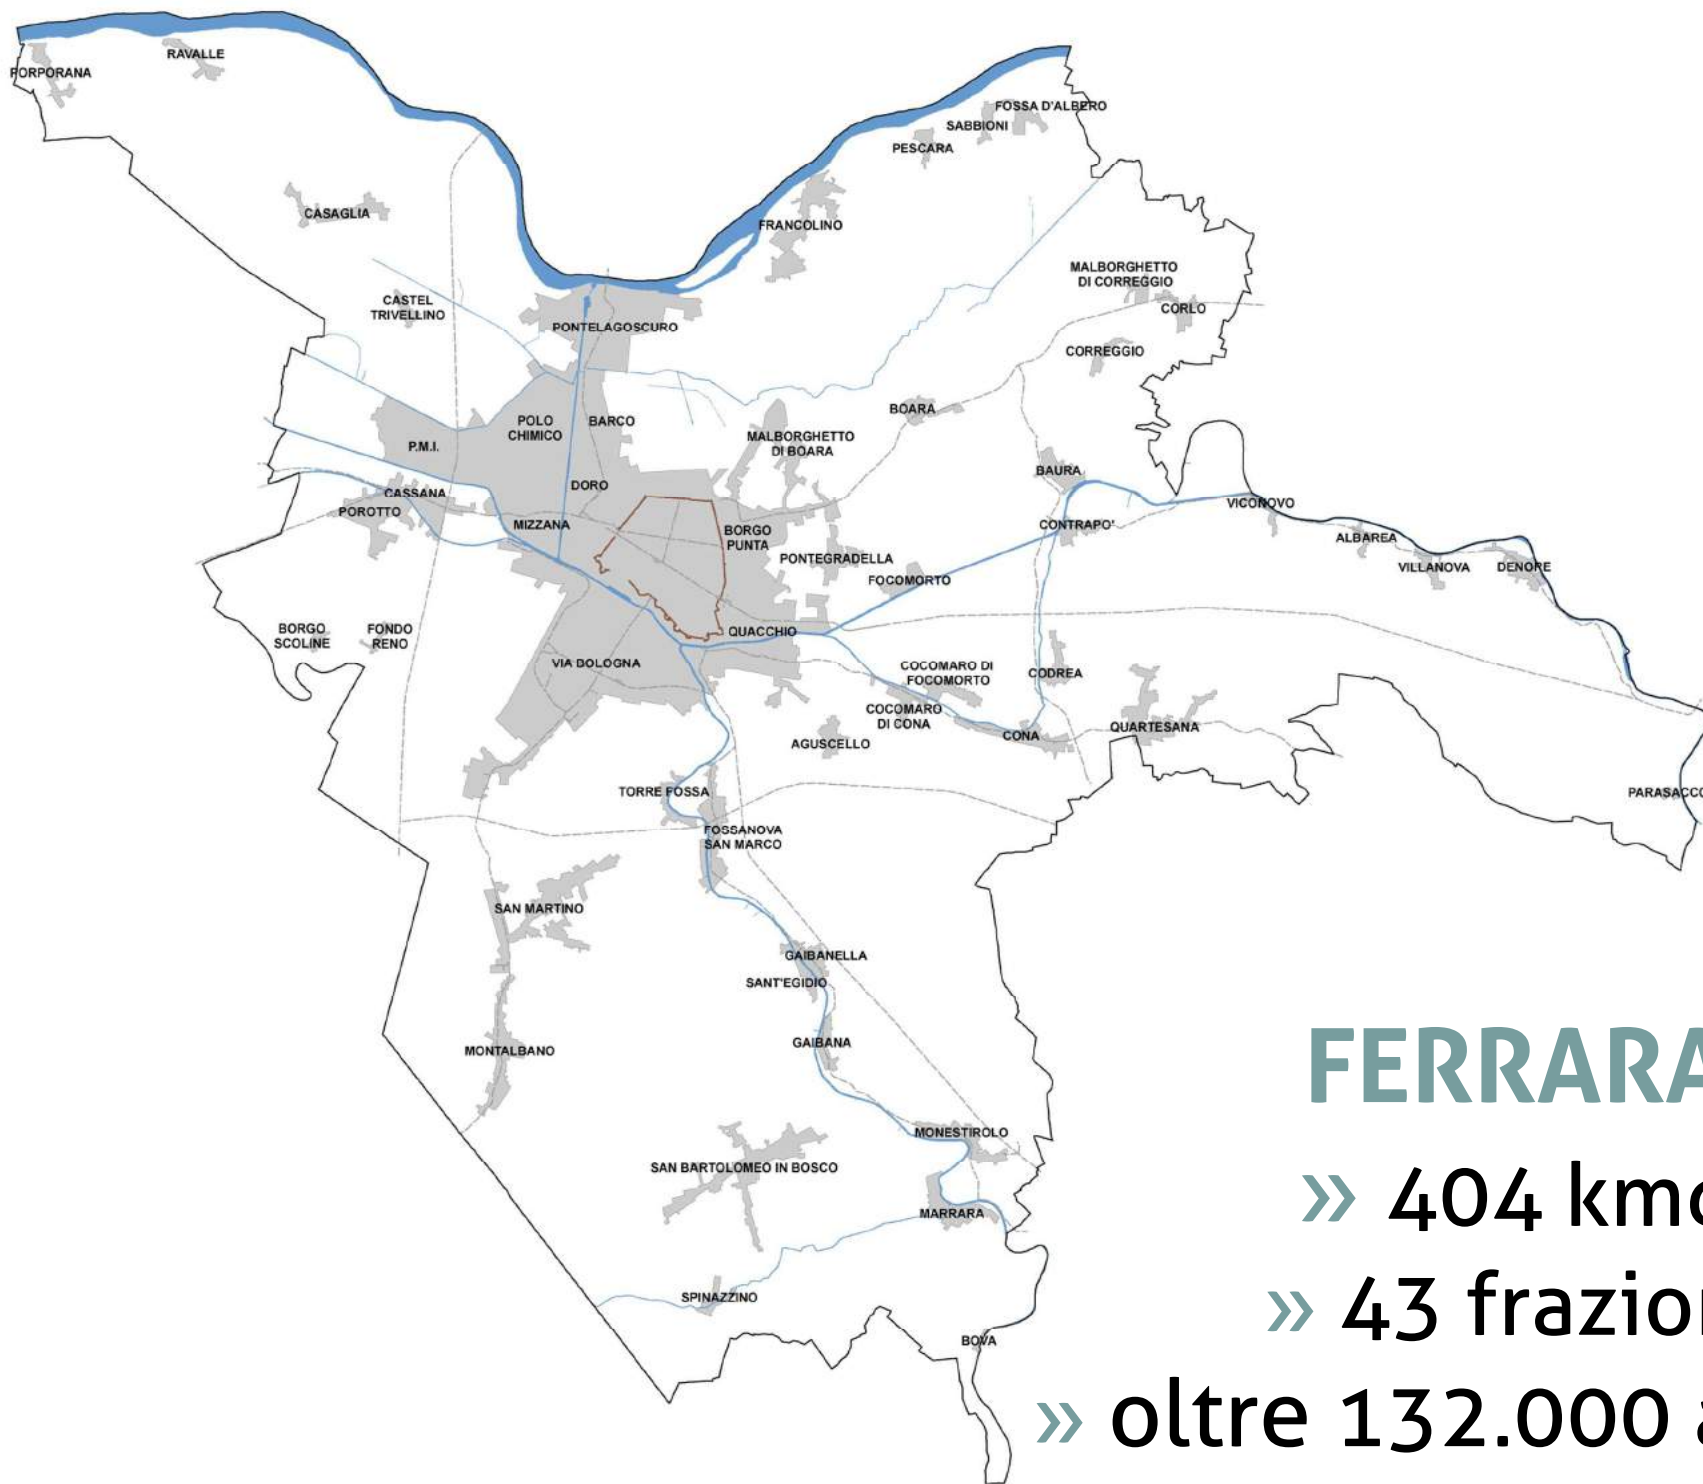 RAVALLE
PORPORANA
FOSSA D'ALBERO
SABBIONI
PESCARA
CASAGLIA
FRANCOLINO
MALBORGHETTO
DI CORREGGIO
CASTEL
TRIVELLINO
CORLO
PONTELAGOSCURO
CORREGGIO
BOARA
POLO
CHIMICO
BARCO
P.M.I.
MALBORGHETTO
DI BOARA
BAURA
DORO
CASSANA
POROTTO
VICONOVO
MIZZANA
BORGO
PUNTA
CONTRAPO'
ALBAREA
PONTEGRADELLA
VILLANOVA
DENORE
FOCOMORTO
BORGO
SCOLINE
FONDO
RENO
QUACCHIO
VIA BOLOGNA
COCOMARO DI
FOCOMORTO
CODREA
COCOMARO
DI CONA
QUARTESANA
CONA
AGUSCELLO
TORRE FOSSA
PARASACCO
FOSSANOVA
SAN MARCO
SAN MARTINO
GAIBANELLA
SANT'EGIDIO
GAIBANA
MONTALBANO
MONESTIROLO
SAN BARTOLOMEO IN BOSCO
MARRARA
SPINAZZINO
BOVA
FERRARA
» 404 km
» 43 frazion
» oltre 132.000